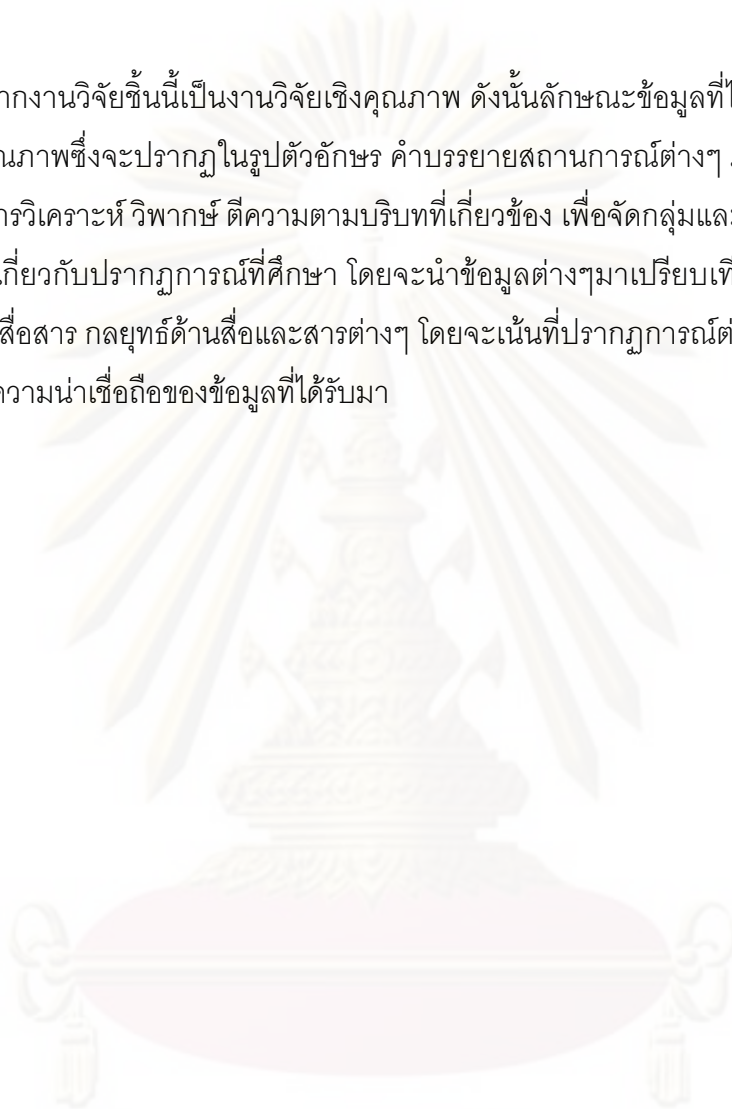 ากงานวิจัยชิ้นนี้เป็นงานวิจัยเชิงคุณภาพ ดังนั้นลักษณะข้อมูลที่ไ
ณภาพซึ่งจะปรากฏในรูปตัวอักษร คำบรรยายสถานการณ์ต่างๆ
ารวิเคราะห์ วิพากษ์ ตีความตามบริบทที่เกี่ยวข้อง เพื่อจัดกลุ่มและ
เกี่ยวกับปรากฏการณ์ที่ศึกษา โดยจะนำข้อมูลต่างๆมาเปรียบเที
สื่อสาร กลยุทธ์ด้านสื่อและสารต่างๆ โดยจะเน้นที่ปรากฏการณ์ต่
ความน่าเชื่อถือของข้อมูลที่ได้รับมา